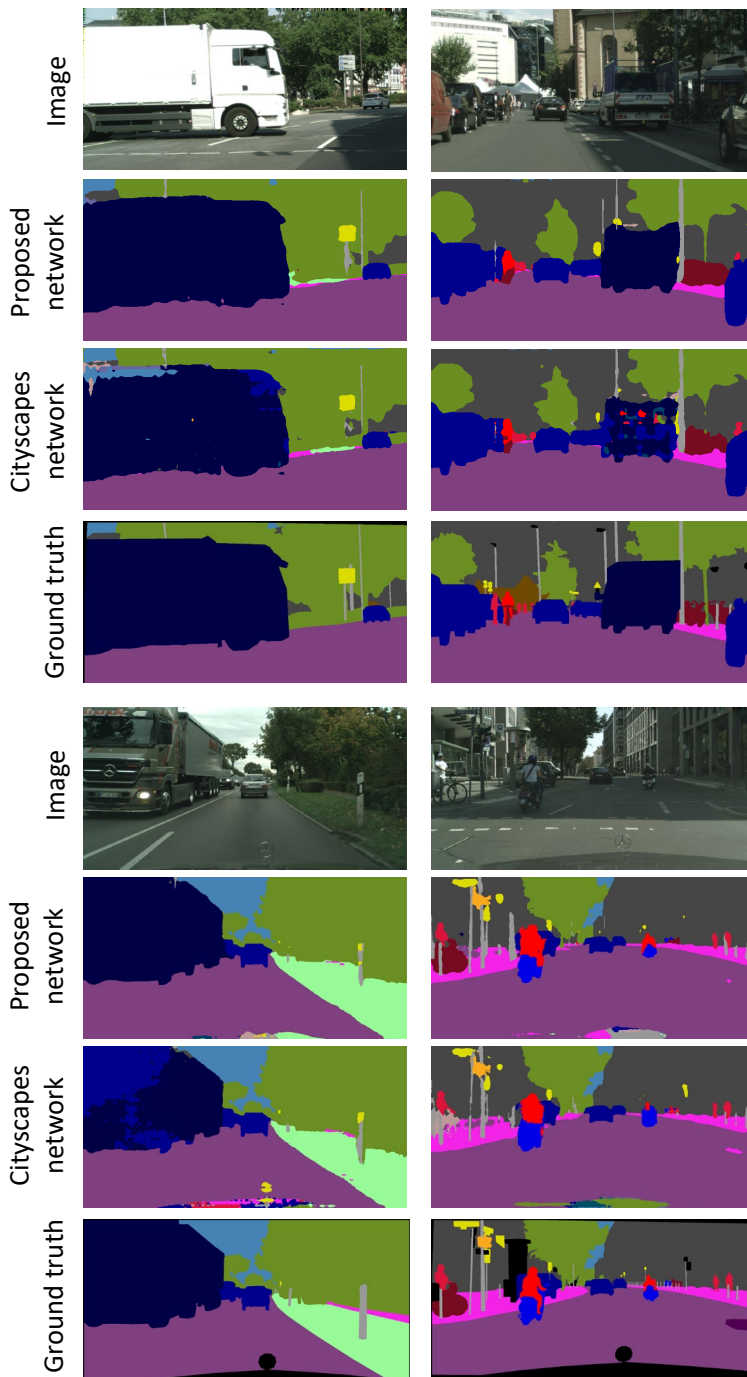 Image
Proposed
network
Cityscapes
network
Ground truth
Image
Proposed
network
Cityscapes
network
Ground truth